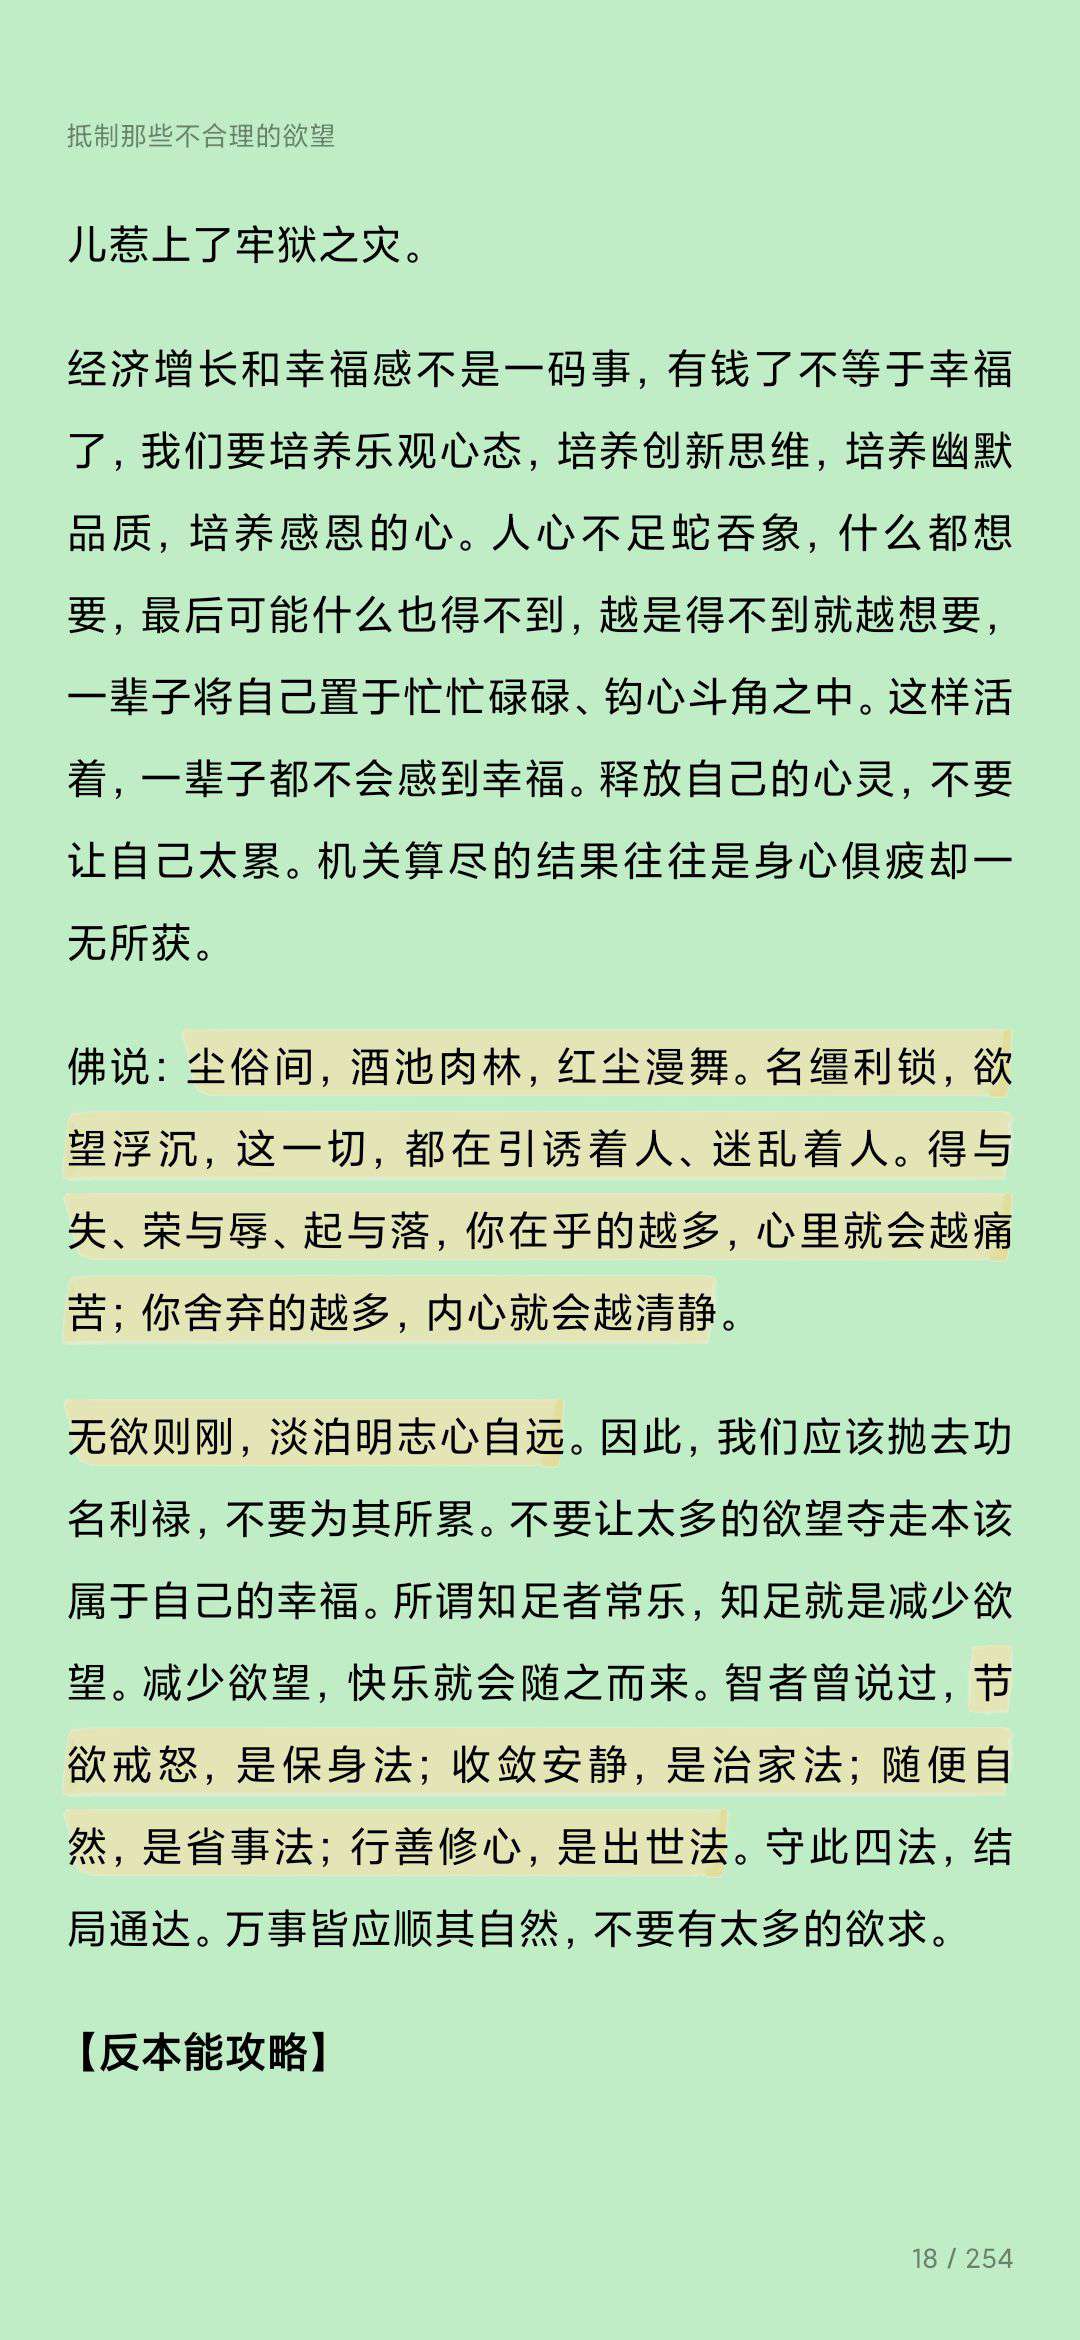 抵制那些不合理的欲望
儿惹上了牢狱之灾。
经济增长和幸福感不是一码事，有钱了不等于幸福
了，我们要培养乐观心态，培养创新思维，培养幽默
品质，培养感恩的心。人心不足蛇吞象，什么都想
要，最后可能什么也得不到，越是得不到就越想要，
一辈子将自己置于忙忙碌碌、钩心斗角之中。这样活
着，一辈子都不会感到幸福。释放自己的心灵，不要
让自己太累。机关算尽的结果往往是身心俱疲却一
无所获。
佛说：尘俗间，酒池肉林，红尘漫舞。名缰利锁，欲
望浮沉，这一切，都在引诱着人、迷乱着人。得与
失、荣与辱、起与落，你在乎的越多，心里就会越痛
苦；你舍弃的越多，内心就会越清静。
无欲则刚，淡泊明志心自远。因此，我们应该抛去功
名利禄，不要为其所累。不要让太多的欲望夺走本该
属于自己的幸福。所谓知足者常乐，知足就是减少欲
望。减少欲望，快乐就会随之而来。智者曾说过，节
欲戒怒，是保身法；收敛安静，是治家法；随便自
然，是省事法；行善修心，是出世法。守此四法，结
局通达。万事皆应顺其自然，不要有太多的欲求。
【反本能攻略】
18 / 254